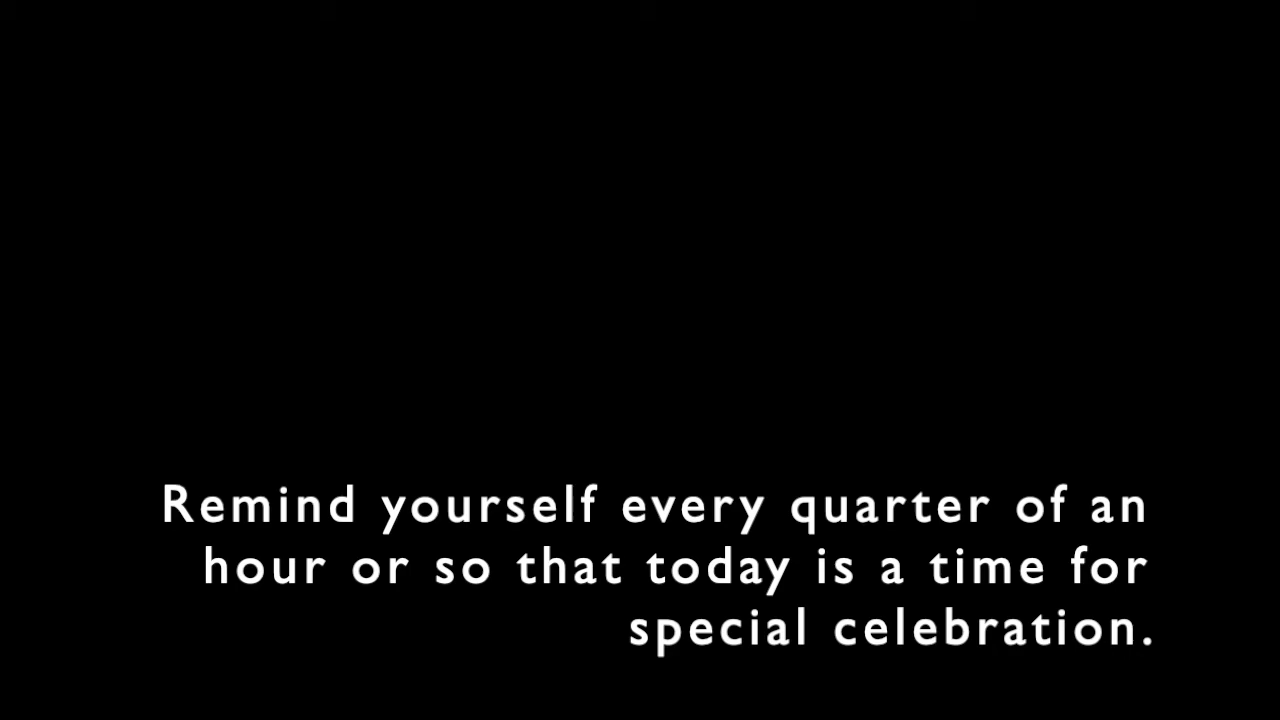 Remind yourself every quarter of an
hour or so that today is a time for
special celebration.